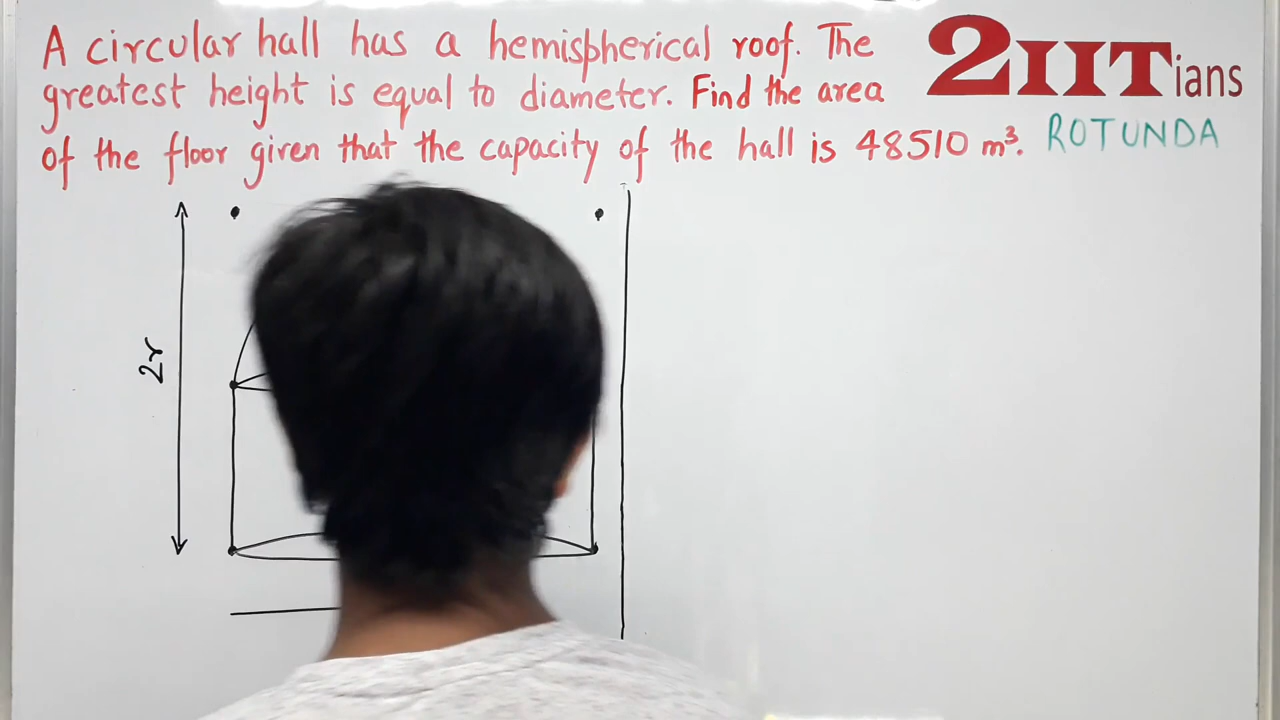 A circular hall has a hemispherical roof. The
greatest height is equal to diameter. Find the area
of the floor given that the capacity of the hall is 48510 m³.
2IITians
ROTUNDA
2r